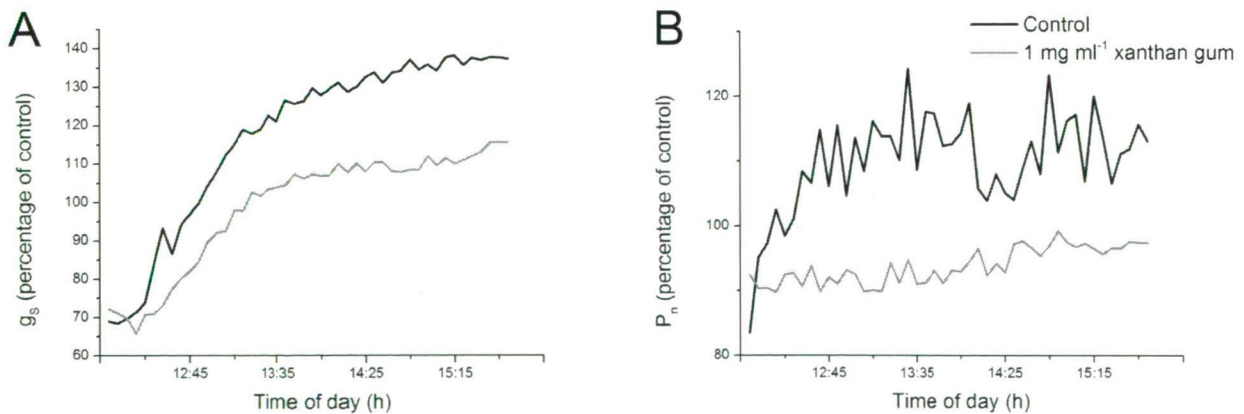 A
g_S (percentage of control)
140
130
120
110
100
90
80
70
60
12:45 13:35 14:25 15:15
Time of day (h)
B
Control
1 mg ml⁻¹ xanthan gum
P_n (percentage of control)
120
100
80
12:45 13:35 14:25 15:15
Time of day (h)